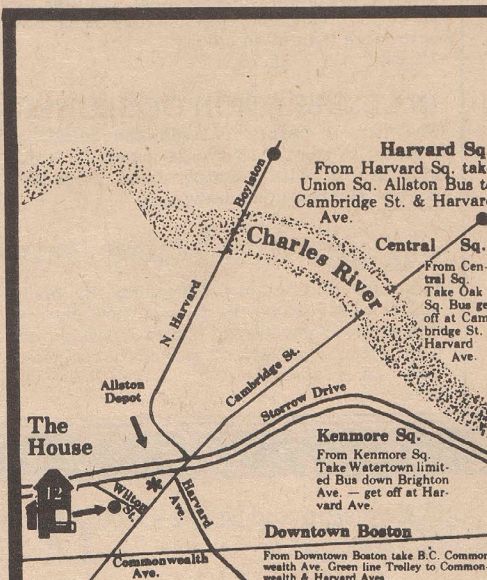 Harvard Sq
From Harvard Sq. tak
Union Sq. Allston Bus t
Cambridge St. & Harvar
Ave.
Boylston
Charles River
Central Sq.
From Cen-
tral Sq.
Take Oak
Sq. Bus ge
off at Cam
bridge St.
Harvard
Ave.
N. Harvard
Cambridge St.
Allston
Depot
Storrow Drive
The
House
Kenmore Sq.
From Kenmore Sq.
Take Watertown limit-
ed Bus down Brighton
Ave. — get off at Har-
vard Ave.
12
Wilton
St.
Harvard
Ave.
Downtown Boston
Commonwealth
Ave.
From Downtown Boston take B.C. Common
wealth Ave. Green line Trolley to Common-
wealth & Harvard Aves